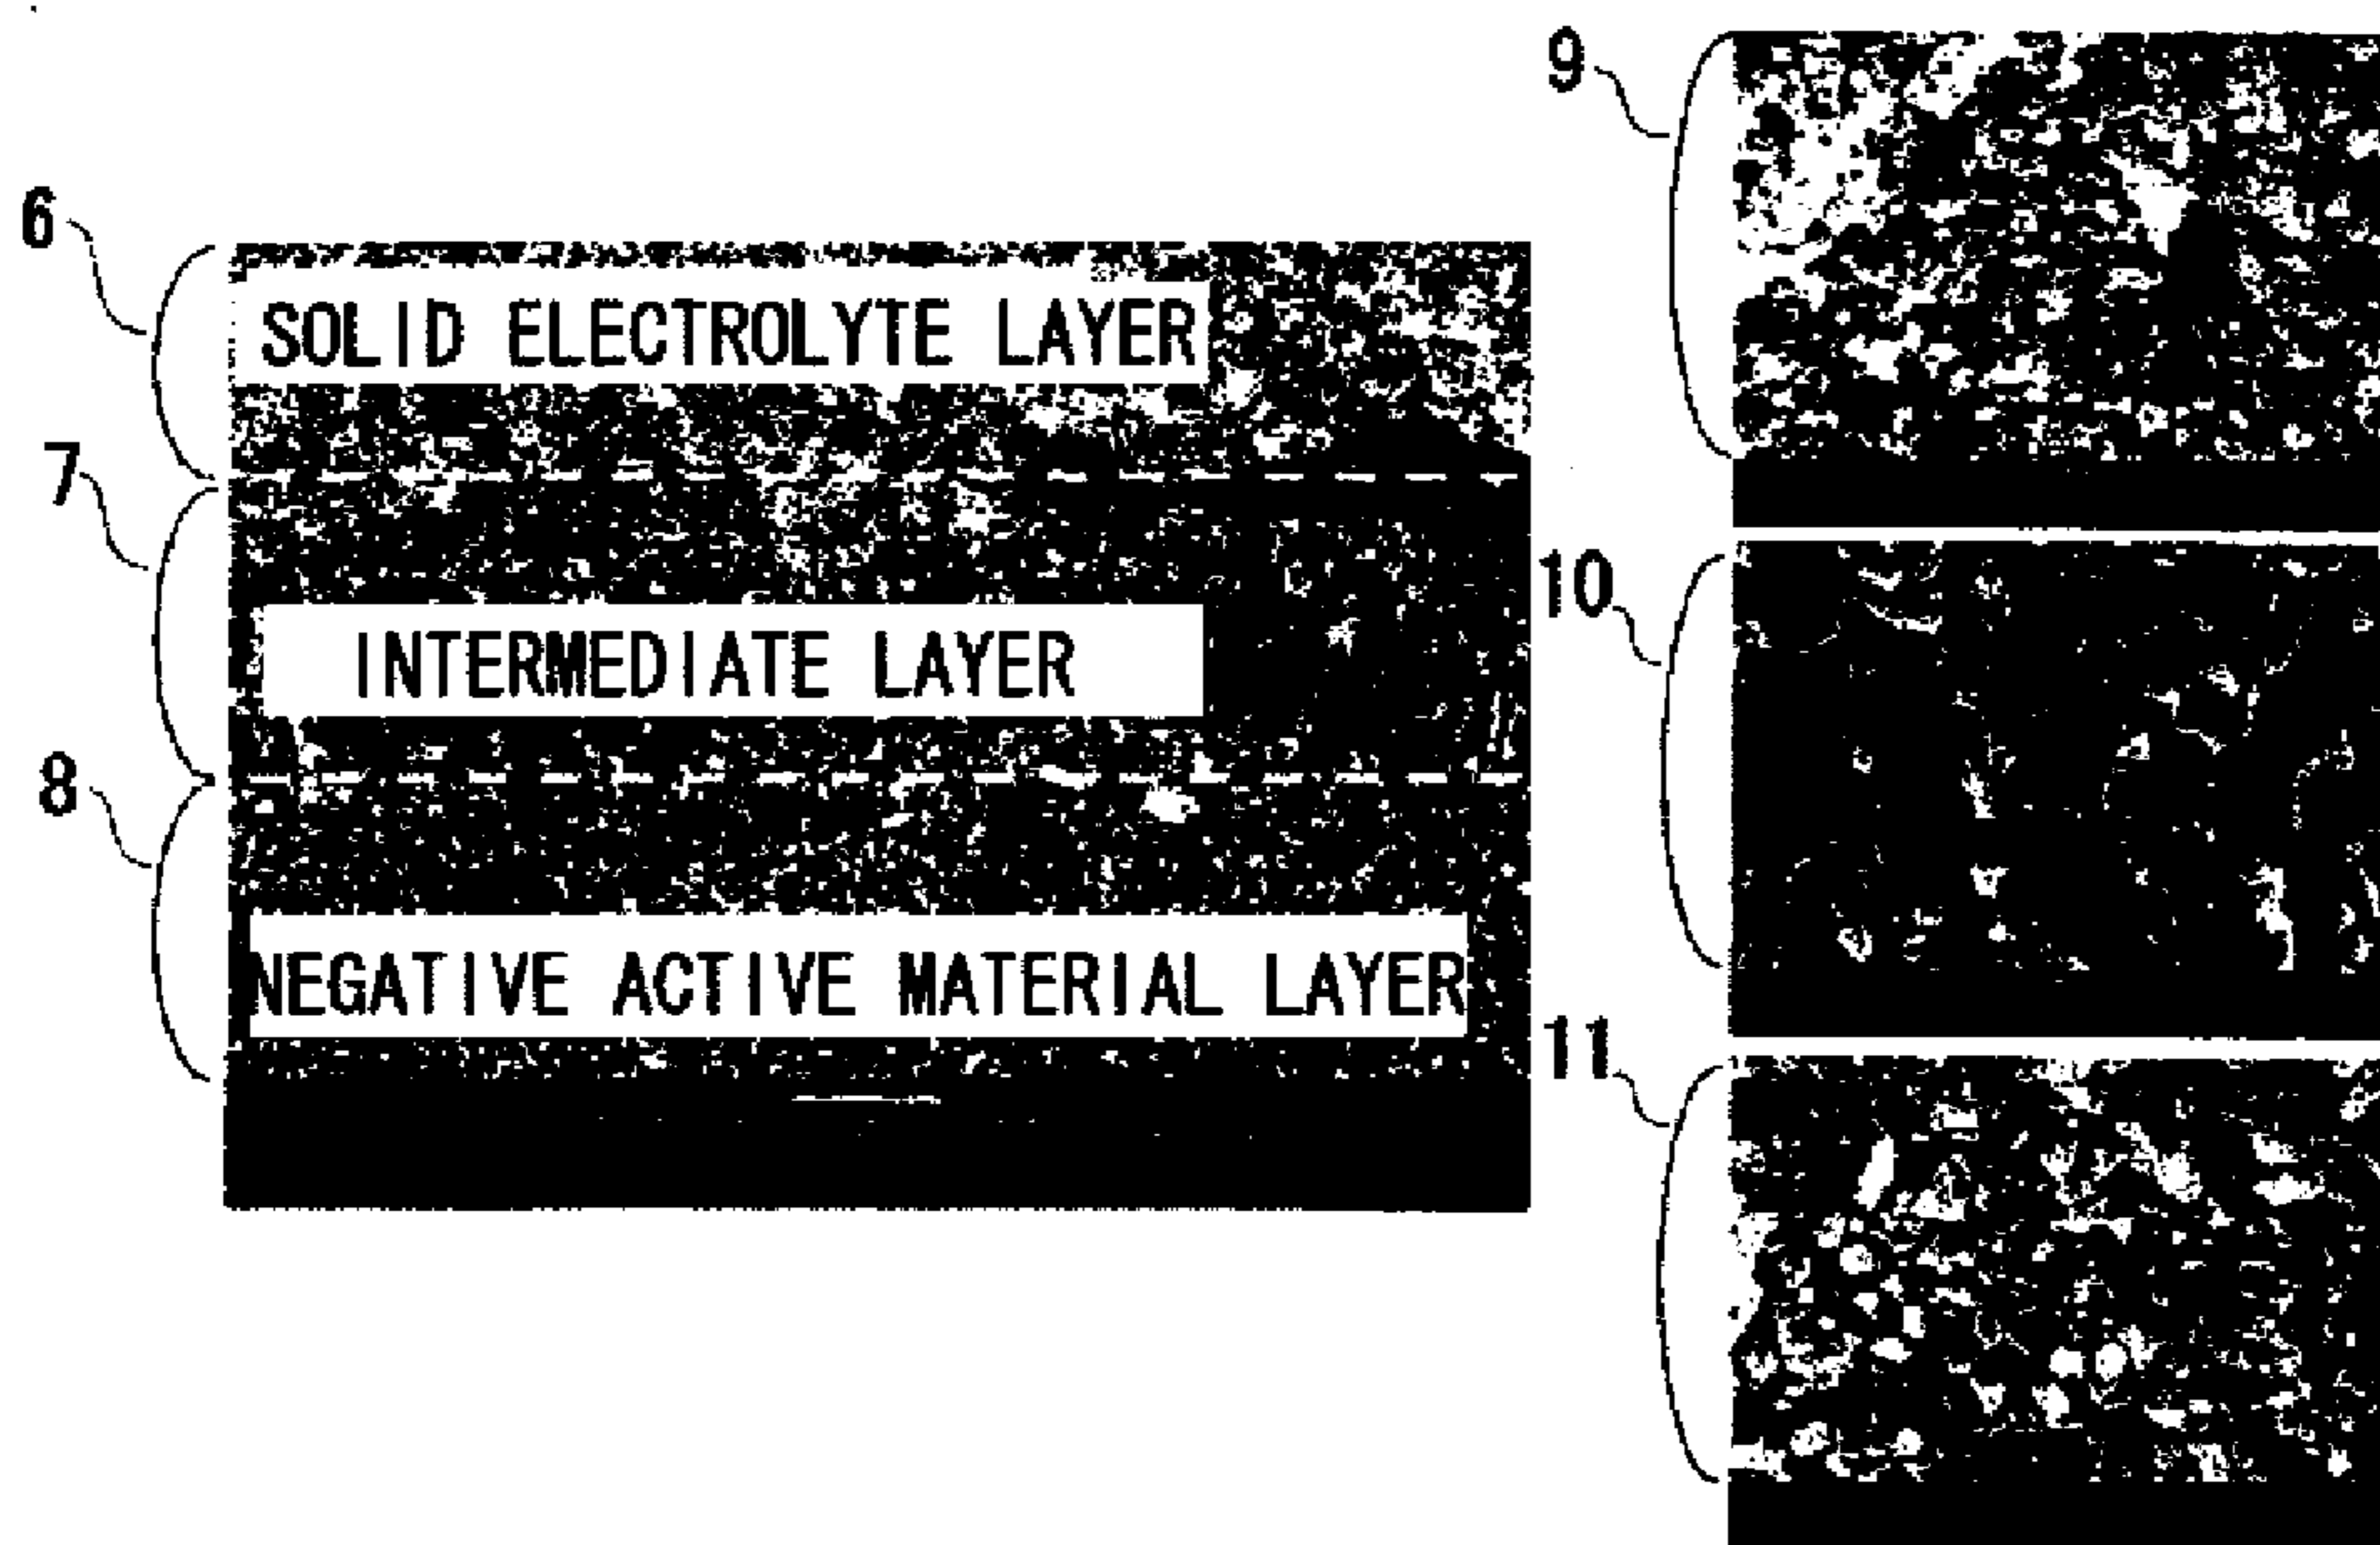 6
SOLID ELECTROLYTE LAYER
7
INTERMEDIATE LAYER
8
NEGATIVE ACTIVE MATERIAL LAYER
9
10
11